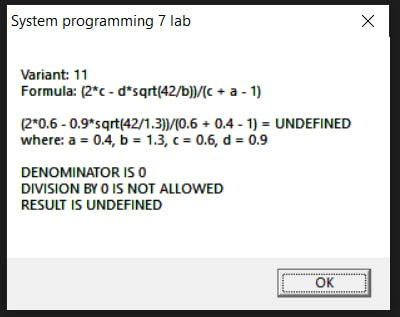 System programming 7 lab
Variant: 11
Formula: (2*c - d*sqrt(42/b))/(c + a - 1)
(2*0.6 - 0.9*sqrt(42/1.3))/(0.6 + 0.4 - 1) = UNDEFINED
where: a = 0.4, b = 1.3, c = 0.6, d = 0.9
DENOMINATOR IS 0
DIVISION BY 0 IS NOT ALLOWED
RESULT IS UNDEFINED
OK